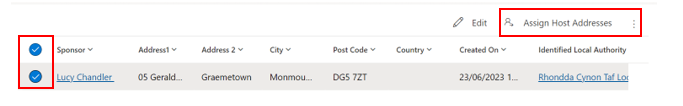 Edit Assign Host Addresses
Sponsor Address1 Address 2 City Post Code Country Created On Identified Local Authority
Lucy Chandler 05 Gerald... Graemetown Monmou... DG5 7ZT 23/06/2023 1... Rhondda Cynon Taf Loc